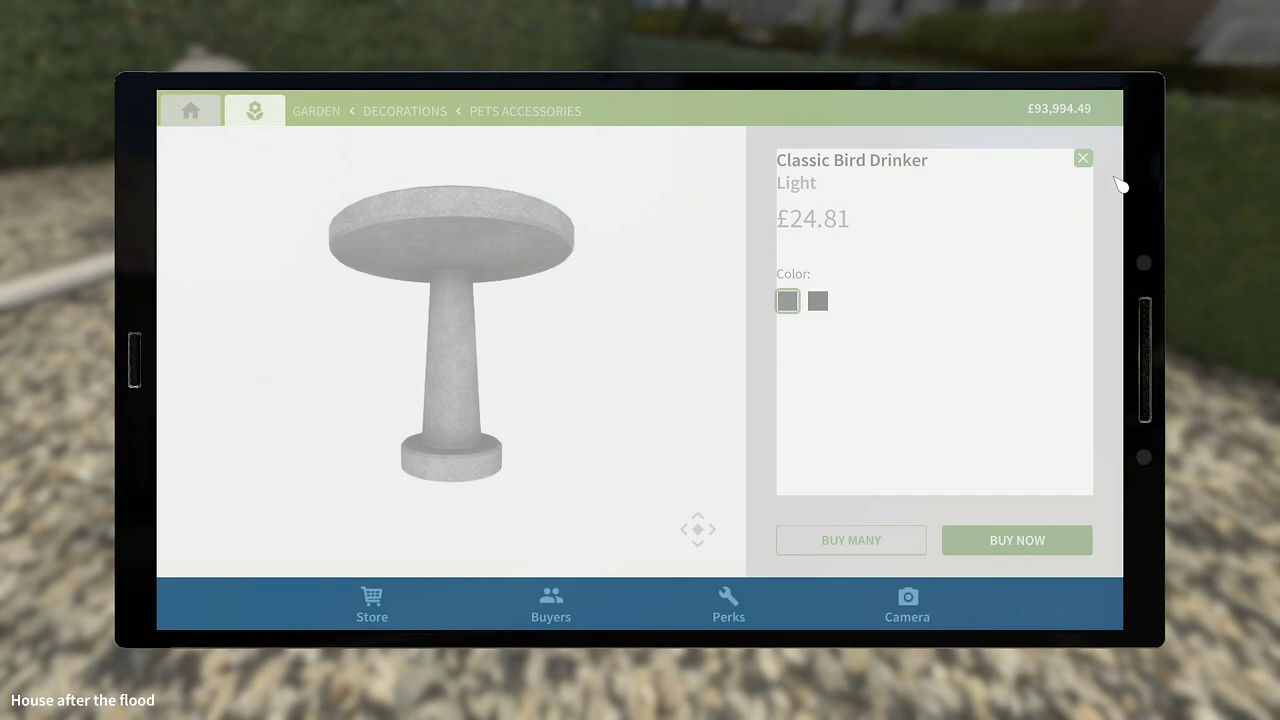 GARDEN < DECORATIONS < PETS ACCESSORIES
£93,994.49
Classic Bird Drinker
Light
£24.81
Color:
BUY MANY
BUY NOW
Store
Buyers
Perks
Camera
House after the flood